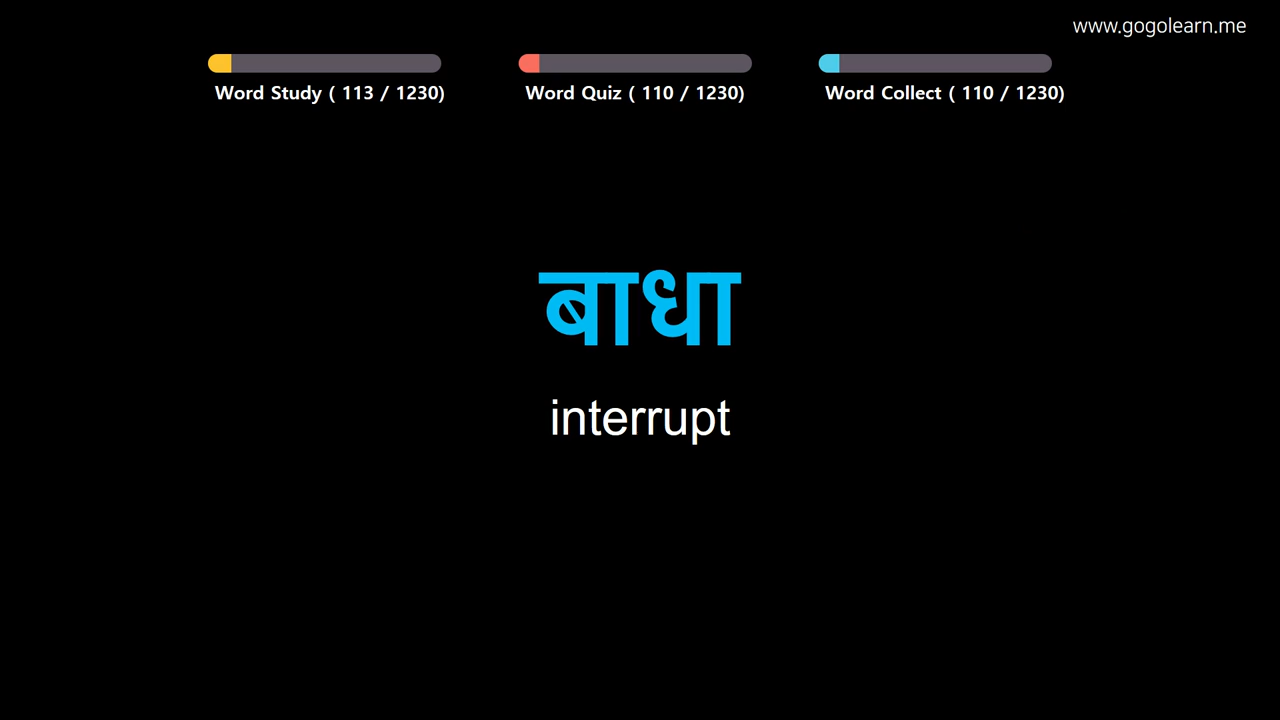 www.gogolearn.me
Word Study ( 113 / 1230)
Word Quiz ( 110 / 1230)
Word Collect ( 110 / 1230)
बाधा
interrupt